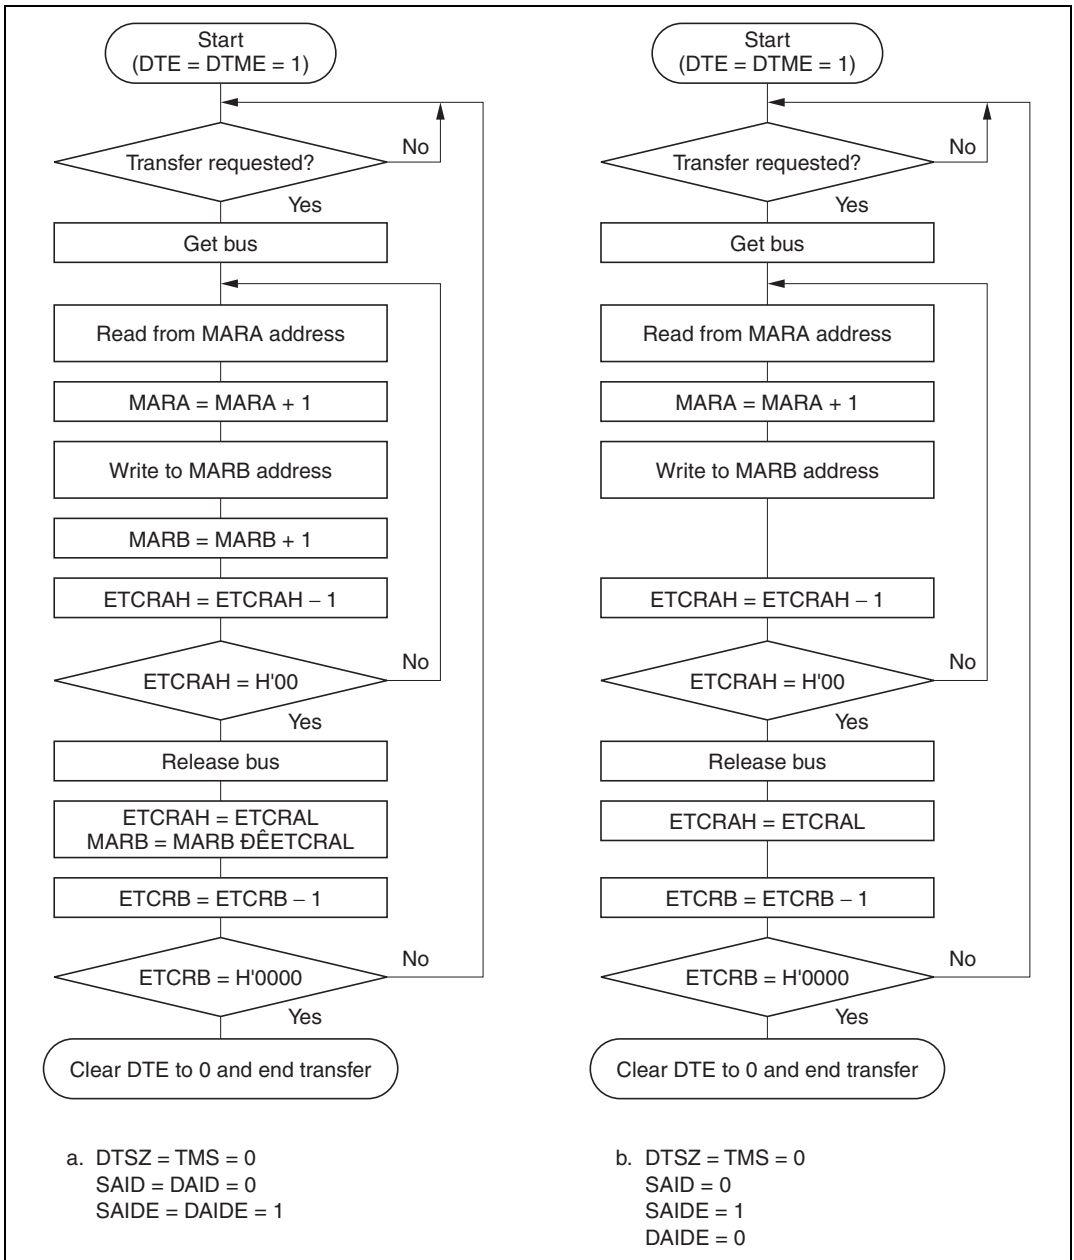 Start
(DTE = DTME = 1)
Transfer requested?
No
Yes
Get bus
Read from MARA address
MARA = MARA + 1
Write to MARB address
MARB = MARB + 1
ETCRAH = ETCRAH – 1
ETCRAH = H'00
No
Yes
Release bus
ETCRAH = ETCRAL
MARB = MARB ÐÊETCRAL
ETCRB = ETCRB – 1
ETCRB = H'0000
No
Yes
Clear DTE to 0 and end transfer
a. DTSZ = TMS = 0
SAID = DAID = 0
SAIDE = DAIDE = 1
Start
(DTE = DTME = 1)
Transfer requested?
No
Yes
Get bus
Read from MARA address
MARA = MARA + 1
Write to MARB address
ETCRAH = ETCRAH – 1
ETCRAH = H'00
No
Yes
Release bus
ETCRAH = ETCRAL
ETCRB = ETCRB – 1
ETCRB = H'0000
No
Yes
Clear DTE to 0 and end transfer
b. DTSZ = TMS = 0
SAID = 0
SAIDE = 1
DAIDE = 0